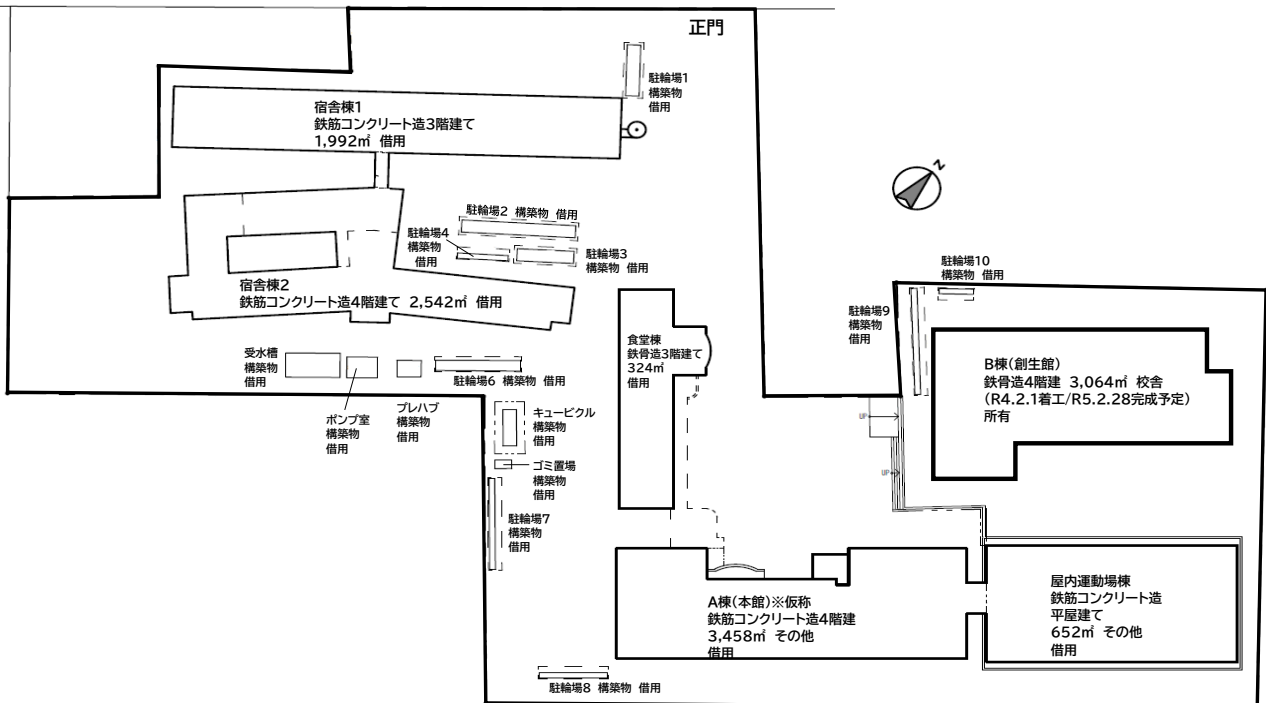 正門
駐輪場1
構築物
借用
宿舎棟1
鉄筋コンクリート造3階建て
1,992㎡ 借用
N
駐輪場2 構築物 借用
駐輪場4
構築物
借用
駐輪場3
構築物 借用
宿舎棟2
鉄筋コンクリート造4階建て 2,542㎡ 借用
駐輪場10
構築物 借用
駐輪場9
構築物
借用
食堂棟
鉄骨造3階建て
324㎡
借用
B棟(創生館)
鉄骨造4階建 3,064㎡ 校舎
(R4.2.1着工/R5.2.28完成予定)
所有
受水槽
構築物
借用
ポンプ室
構築物
借用
プレハブ
構築物
借用
駐輪場6 構築物 借用
キュービクル
構築物
借用
ゴミ置場
構築物
借用
UP
UP
駐輪場7
構築物
借用
A棟(本館)※仮称
鉄筋コンクリート造4階建
3,458㎡ その他
借用
屋内運動場棟
鉄筋コンクリート造
平屋建て
652㎡ その他
借用
駐輪場8 構築物 借用